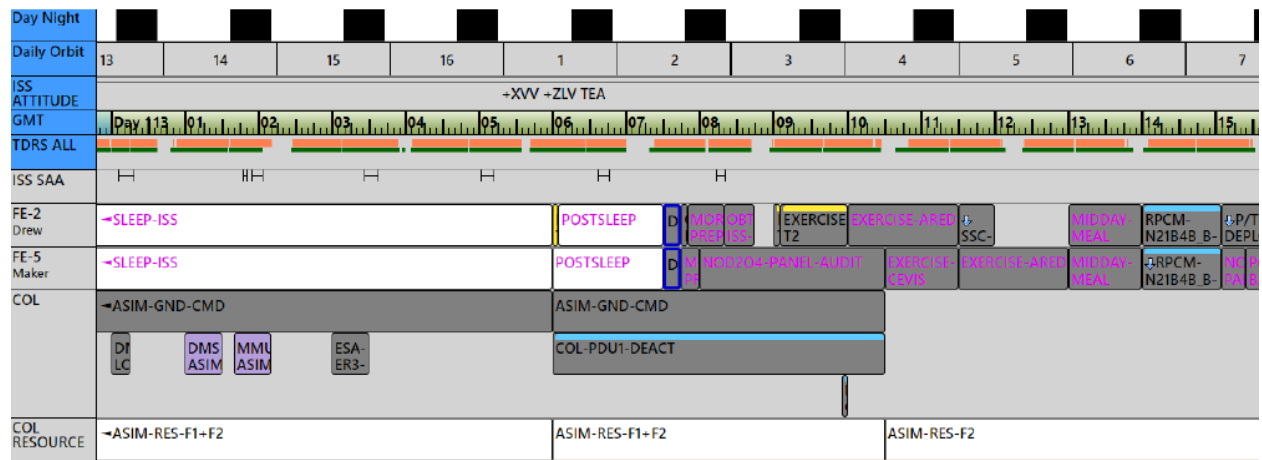 Day Night
Daily Orbit
13 14 15 16 1 2 3 4 5 6 7
ISS
ATTITUDE
+XVV +ZLV TEA
GMT
Day 113 01 02 03 04 05 06 07 08 09 10 11 12 13 14 15
TDRS ALL
ISS SAA
FE-2
Drew
SLEEP-ISS
POSTSLEEP
D
MDR
PREP
OBT
ISS-
EXERCISE
T2
EXERCISE-ARED
SSC-
MIDDAY-
MEAL
RPCM-
N21B4B_B-
P/T
DEPL
FE-5
Maker
SLEEP-ISS
POSTSLEEP
D
M
PR
NOD2O4-PANEL-AUDIT
EXERCISE-
CEVIS
EXERCISE-ARED
MIDDAY-
MEAL
RPCM-
N21B4B_B-
PA
B
COL
ASIM-GND-CMD
ASIM-GND-CMD
LC
DMS
ASIM
MMU
ASIM
ESA-
ER3-
COL-PDU1-DEACT
COL
RESOURCE
ASIM-RES-F1+F2
ASIM-RES-F1+F2
ASIM-RES-F2